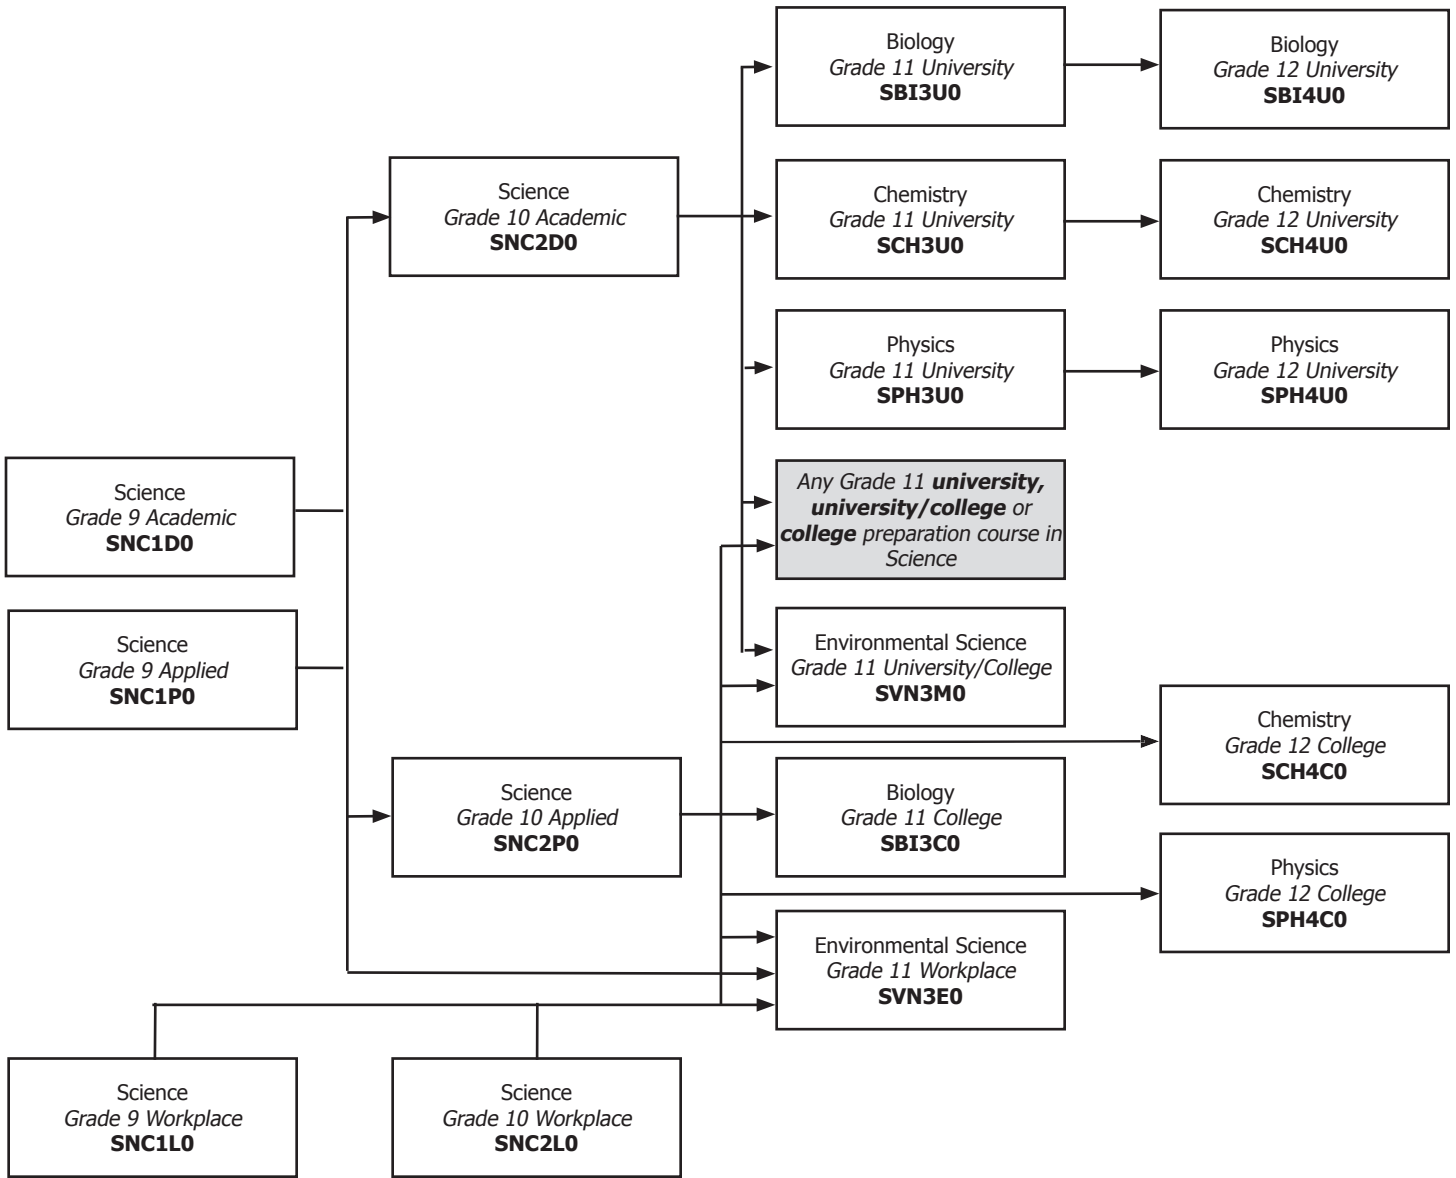 Biology
Grade 11 University
SBI3U0
Biology
Grade 12 University
SBI4U0
Science
Grade 10 Academic
SNC2D0
Chemistry
Grade 11 University
SCH3U0
Chemistry
Grade 12 University
SCH4U0
Physics
Grade 11 University
SPH3U0
Physics
Grade 12 University
SPH4U0
Science
Grade 9 Academic
SNC1D0
Any Grade 11 university,
university/college or
college preparation course in
Science
Science
Grade 9 Applied
SNC1P0
Environmental Science
Grade 11 University/College
SVN3M0
Chemistry
Grade 12 College
SCH4C0
Science
Grade 10 Applied
SNC2P0
Biology
Grade 11 College
SBI3C0
Physics
Grade 12 College
SPH4C0
Environmental Science
Grade 11 Workplace
SVN3E0
Science
Grade 9 Workplace
SNC1L0
Science
Grade 10 Workplace
SNC2L0